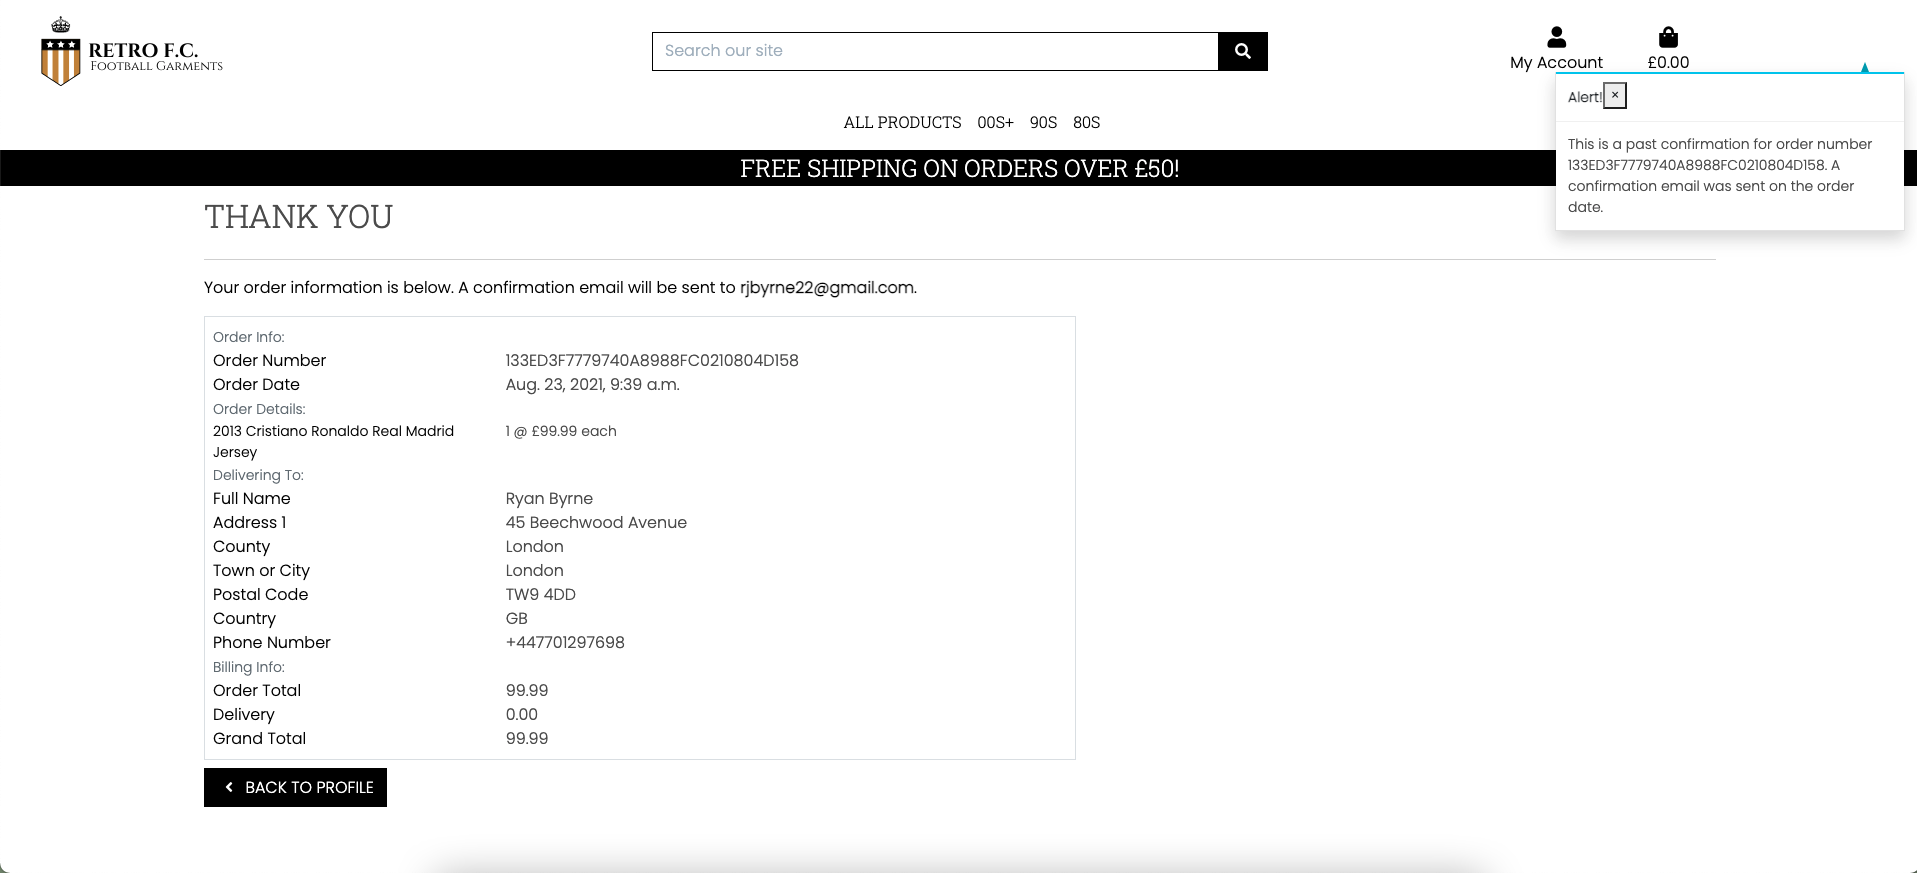 RETRO F.C.
FOOTBALL GARMENTS
Search our site
My Account
£0.00
Alert!
×
This is a past confirmation for order number
133ED3F7779740A8988FC0210804D158. A
confirmation email was sent on the order
date.
ALL PRODUCTS 00S+ 90S 80S
FREE SHIPPING ON ORDERS OVER £50!
THANK YOU
Your order information is below. A confirmation email will be sent to rjbyrne22@gmail.com.
Order Info:
Order Number 133ED3F7779740A8988FC0210804D158
Order Date Aug. 23, 2021, 9:39 a.m.
Order Details:
2013 Cristiano Ronaldo Real Madrid 1 @ £99.99 each
Jersey
Delivering To:
Full Name Ryan Byrne
Address 1 45 Beechwood Avenue
County London
Town or City London
Postal Code TW9 4DD
Country GB
Phone Number +447701297698
Billing Info:
Order Total 99.99
Delivery 0.00
Grand Total 99.99
BACK TO PROFILE